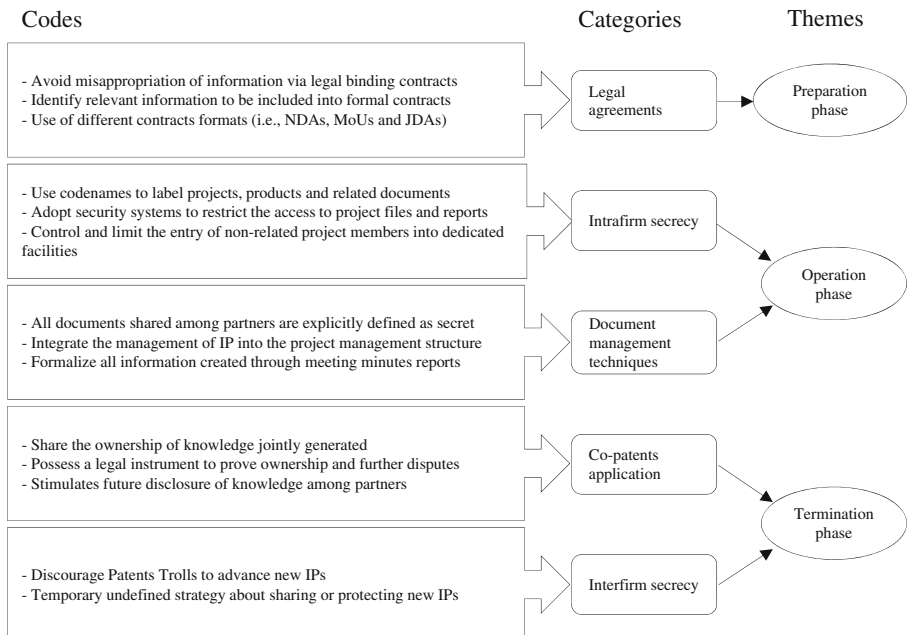 Codes
Categories
Themes
- Avoid misappropriation of information via legal binding contracts
- Identify relevant information to be included into formal contracts
- Use of different contracts formats (i.e., NDAs, MoUs and JDAs)
Legal
agreements
Preparation
phase
- Use codenames to label projects, products and related documents
- Adopt security systems to restrict the access to project files and reports
- Control and limit the entry of non-related project members into dedicated
facilities
Intrafirm secrecy
Operation
phase
- All documents shared among partners are explicitly defined as secret
- Integrate the management of IP into the project management structure
- Formalize all information created through meeting minutes reports
Document
management
techniques
- Share the ownership of knowledge jointly generated
- Possess a legal instrument to prove ownership and further disputes
- Stimulates future disclosure of knowledge among partners
Co-patents
application
Termination
phase
- Discourage Patents Trolls to advance new IPs
- Temporary undefined strategy about sharing or protecting new IPs
Interfirm secrecy